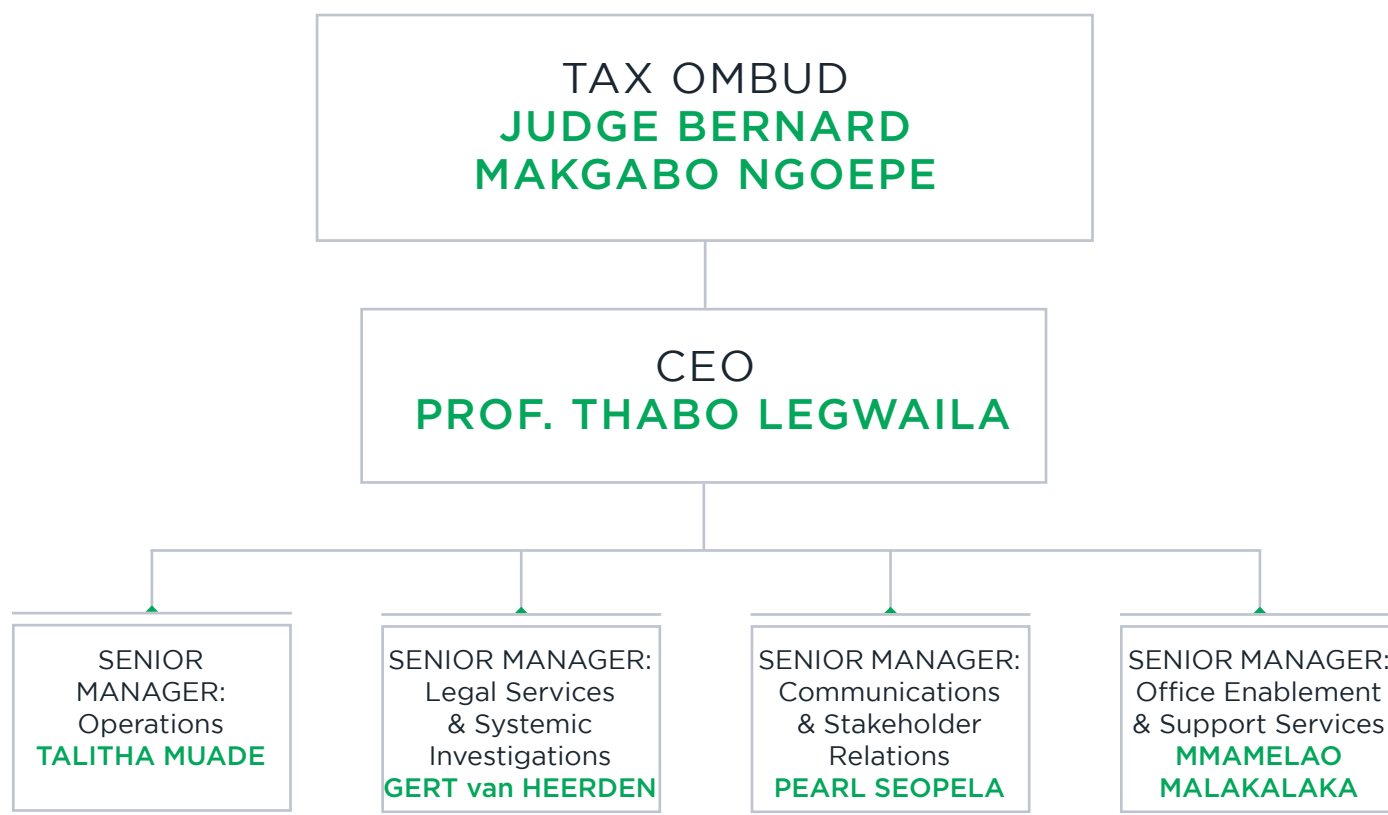 TAX OMBUD
JUDGE BERNARD
MAKGABO NGOEPE
CEO
PROF. THABO LEGWAILA
SENIOR
MANAGER:
Operations
TALITHA MUADE
SENIOR MANAGER:
Legal Services
& Systemic
Investigations
GERT van HEERDEN
SENIOR MANAGER:
Communications
& Stakeholder
Relations
PEARL SEOPELA
SENIOR MANAGER:
Office Enablement
& Support Services
MMAMELAO
MALAKALAKA